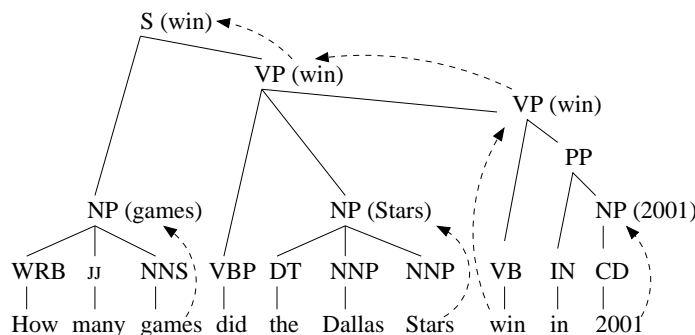 S (win)
VP (win)
VP (win)
PP
NP (games) NP (Stars) NP (2001)
WRB JJ NNS VBP DT NNP NNP VB IN CD
How many games did the Dallas Stars win in 2001